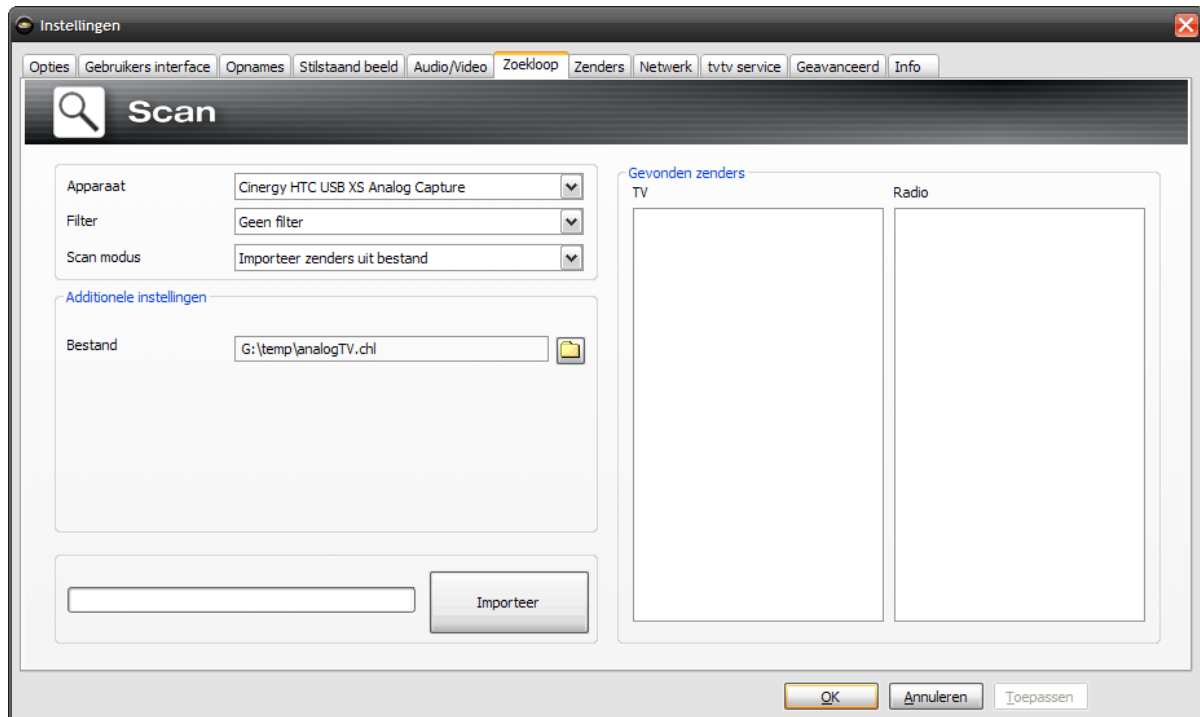 Instellingen
Opties Gebruikers interface Opnames Stilstaand beeld Audio/Video Zoekloop Zenders Netwerk tvtv service Geavanceerd Info
Scan
Apparaat Cinergy HTC USB XS Analog Capture
Filter Geen filter
Scan modus Importeer zenders uit bestand
Additionele instellingen
Bestand G:\temp\analogTV.chl
Importeer
Gevonden zenders
TV Radio
OK Annuleren Toepassen